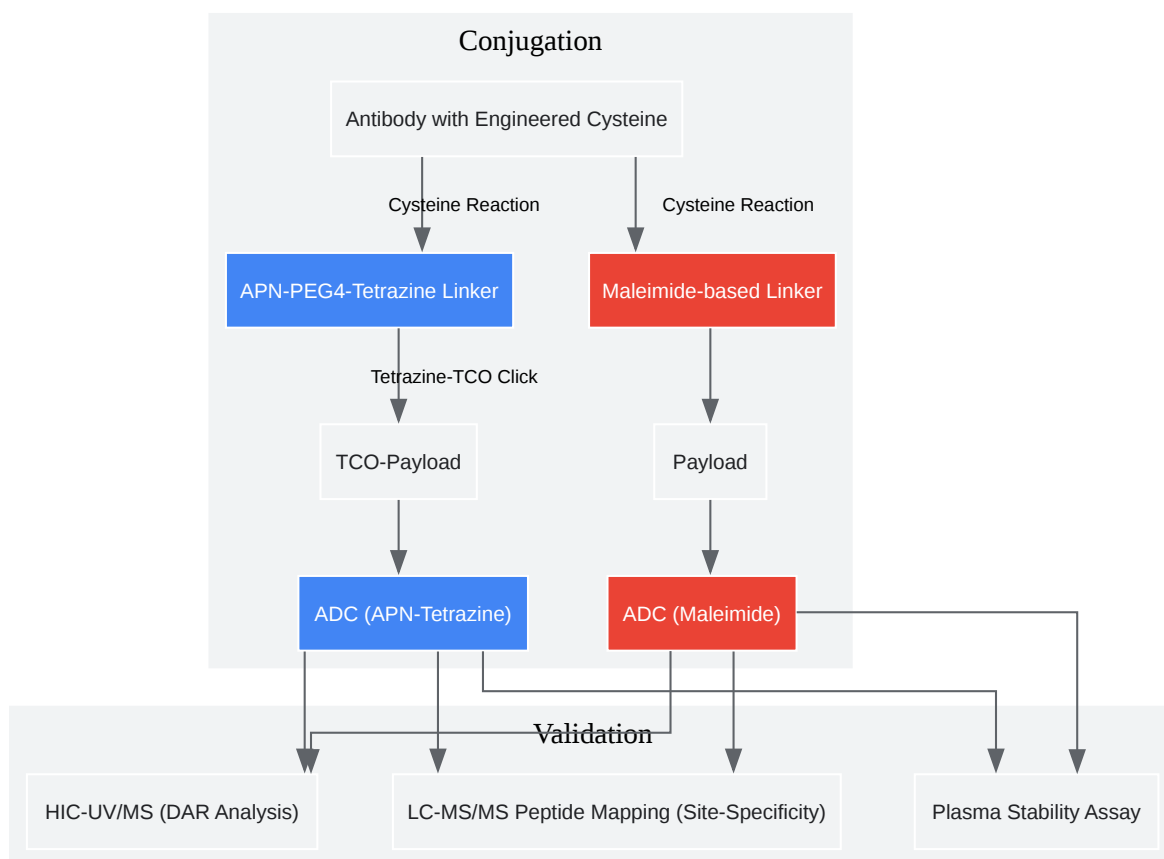 Conjugation
Antibody with Engineered Cysteine
Cysteine Reaction
Cysteine Reaction
APN-PEG4-Tetrazine Linker
Maleimide-based Linker
Tetrazine-TCO Click
TCO-Payload
Payload
ADC (APN-Tetrazine)
ADC (Maleimide)
Validation
HIC-UV/MS (DAR Analysis)
LC-MS/MS Peptide Mapping (Site-Specificity)
Plasma Stability Assay